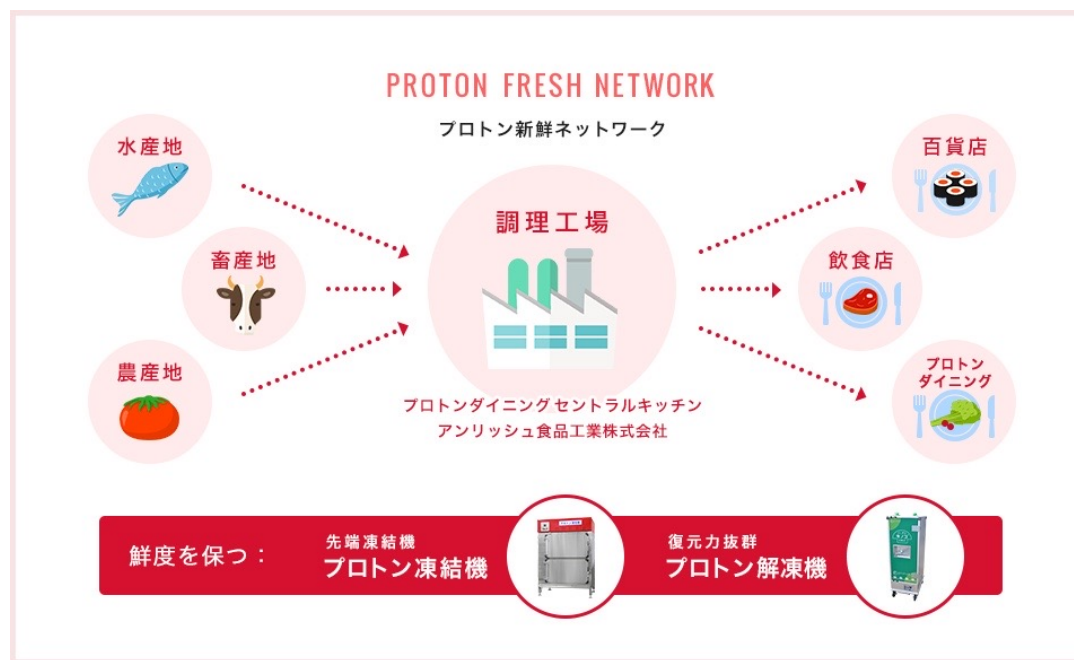 PROTON FRESH NETWORK
プロトン新鮮ネットワーク
水産地
畜産地
農産地
調理工場
プロトンダイニング セントラルキッチン
アンリッシュ食品工業株式会社
百貨店
飲食店
プロトン
ダイニング
鮮度を保つ：
先端凍結機
プロトン凍結機
復元力抜群
プロトン解凍機